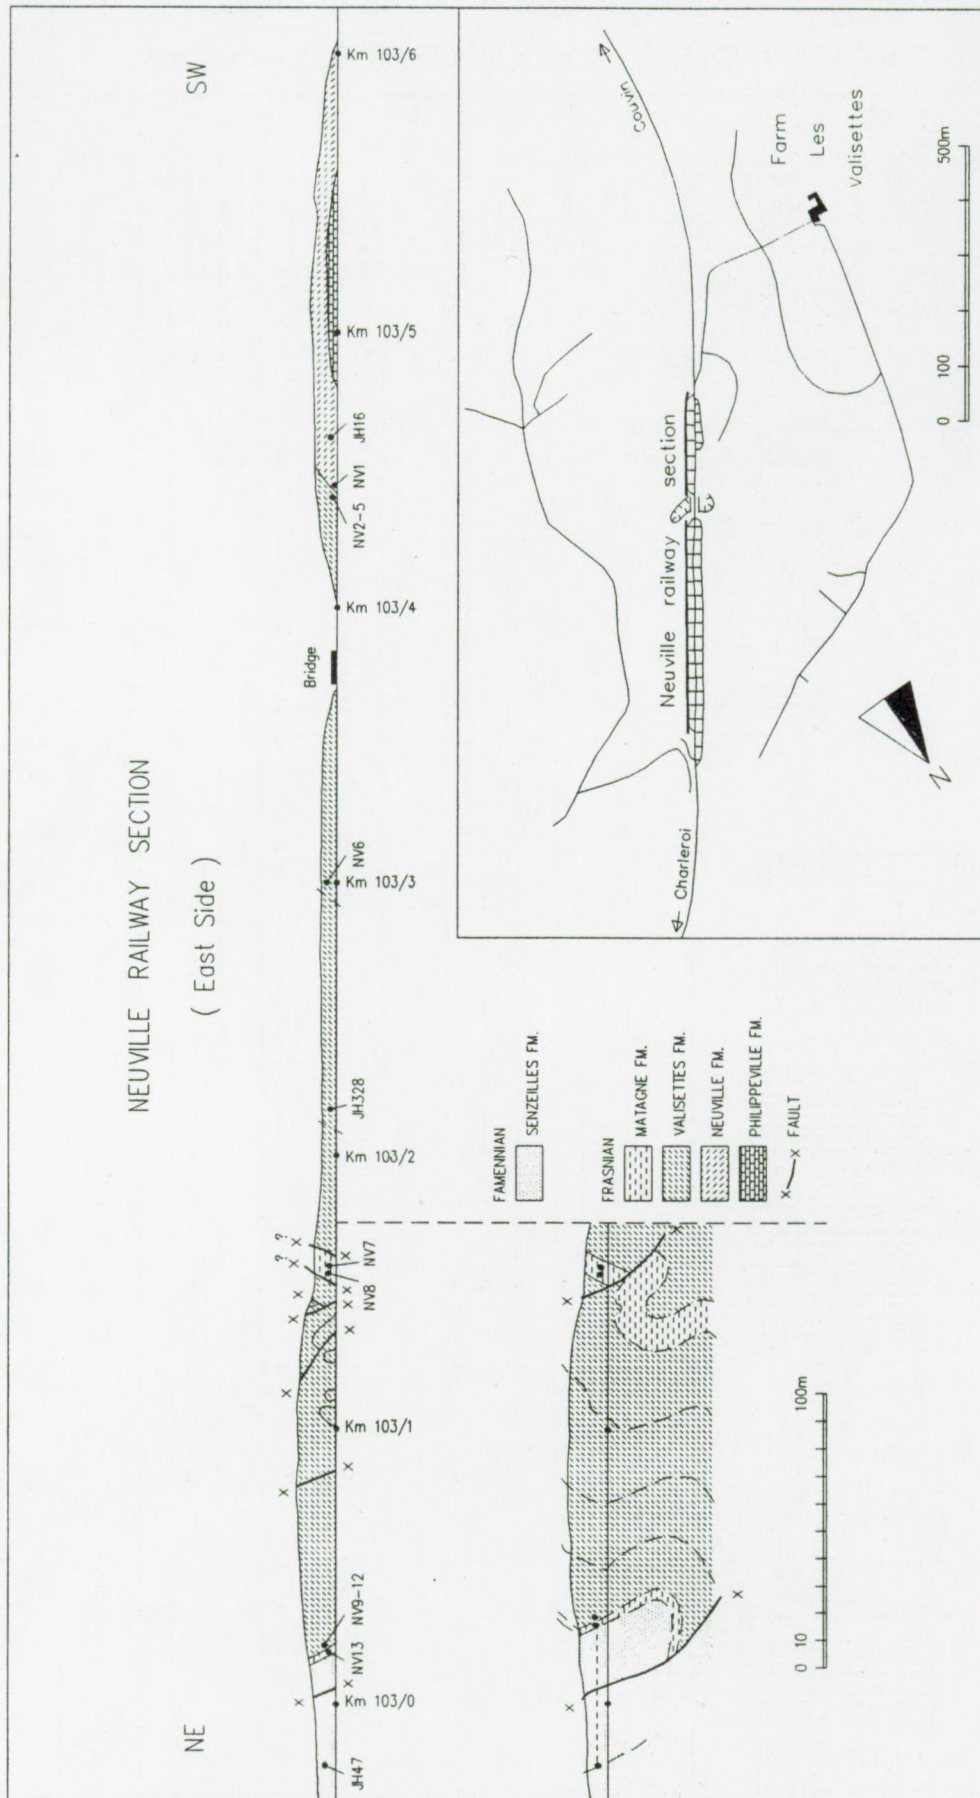 NEUVILLE RAILWAY SECTION
( East Side )
NE
SW
JH47
Km 103/0
NV13
NV9-12
x
x
x
x
Km 103/1
x
x
x
x
x
x
x
x
x
x
? ?
NV8
NV7
Km 103/2
JH328
Km 103/3
NV6
Bridge
Km 103/4
NV2-5
NV1
JH16
Km 103/5
Km 103/6
x
x
x
x
0 10 100m
FAMENNIAN
SENZEILLES FM.
FRASNIAN
MATAGNE FM.
VALISETTES FM.
NEUVILLE FM.
PHILIPPEVILLE FM.
x x FAULT
Charleroi
Neuville railway section
Couvin
Farm
Les
Valisettes
N
0 100 500m